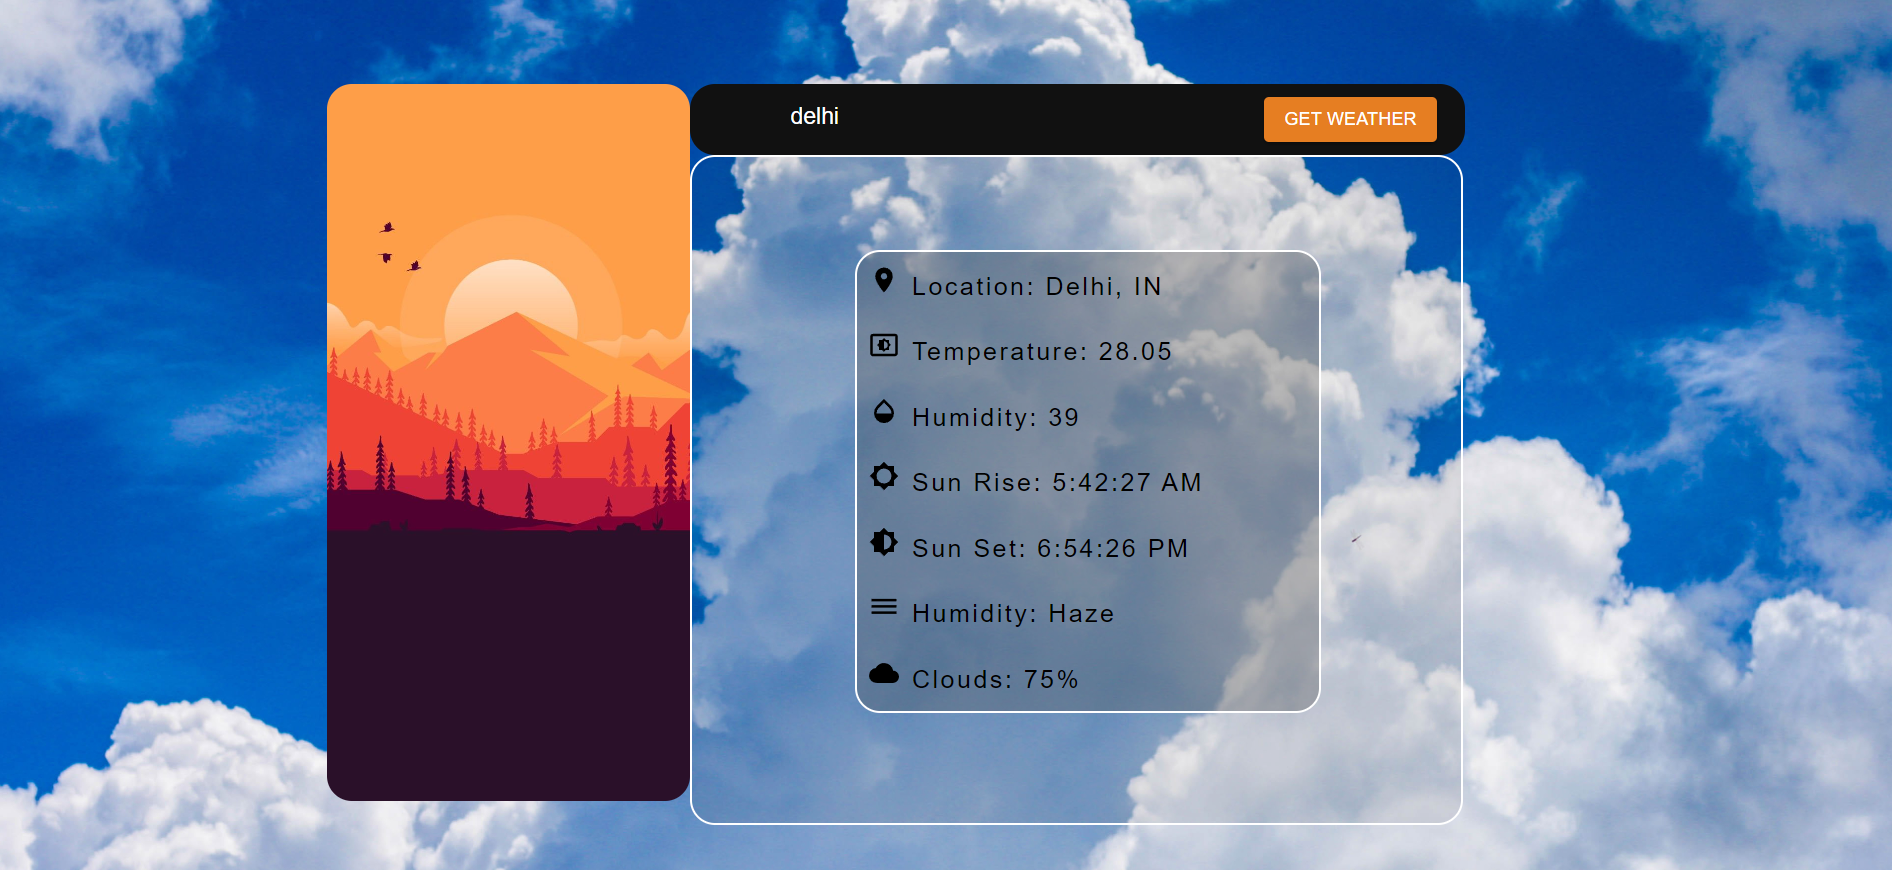 delhi
GET WEATHER
Location: Delhi, IN
Temperature: 28.05
Humidity: 39
Sun Rise: 5:42:27 AM
Sun Set: 6:54:26 PM
Humidity: Haze
Clouds: 75%